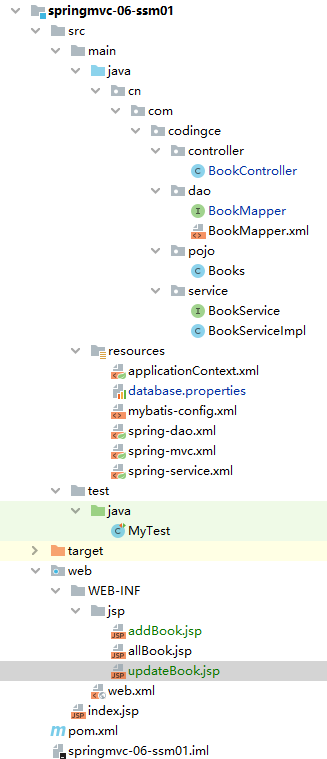 springmvc-06-ssm01
src
main
java
cn
com
codingce
controller
BookController
dao
BookMapper
BookMapper.xml
pojo
Books
service
BookService
BookServiceImpl
resources
applicationContext.xml
database.properties
mybatis-config.xml
spring-dao.xml
spring-mvc.xml
spring-service.xml
test
java
MyTest
target
web
WEB-INF
jsp
addBook.jsp
allBook.jsp
updateBook.jsp
web.xml
index.jsp
pom.xml
springmvc-06-ssm01.iml